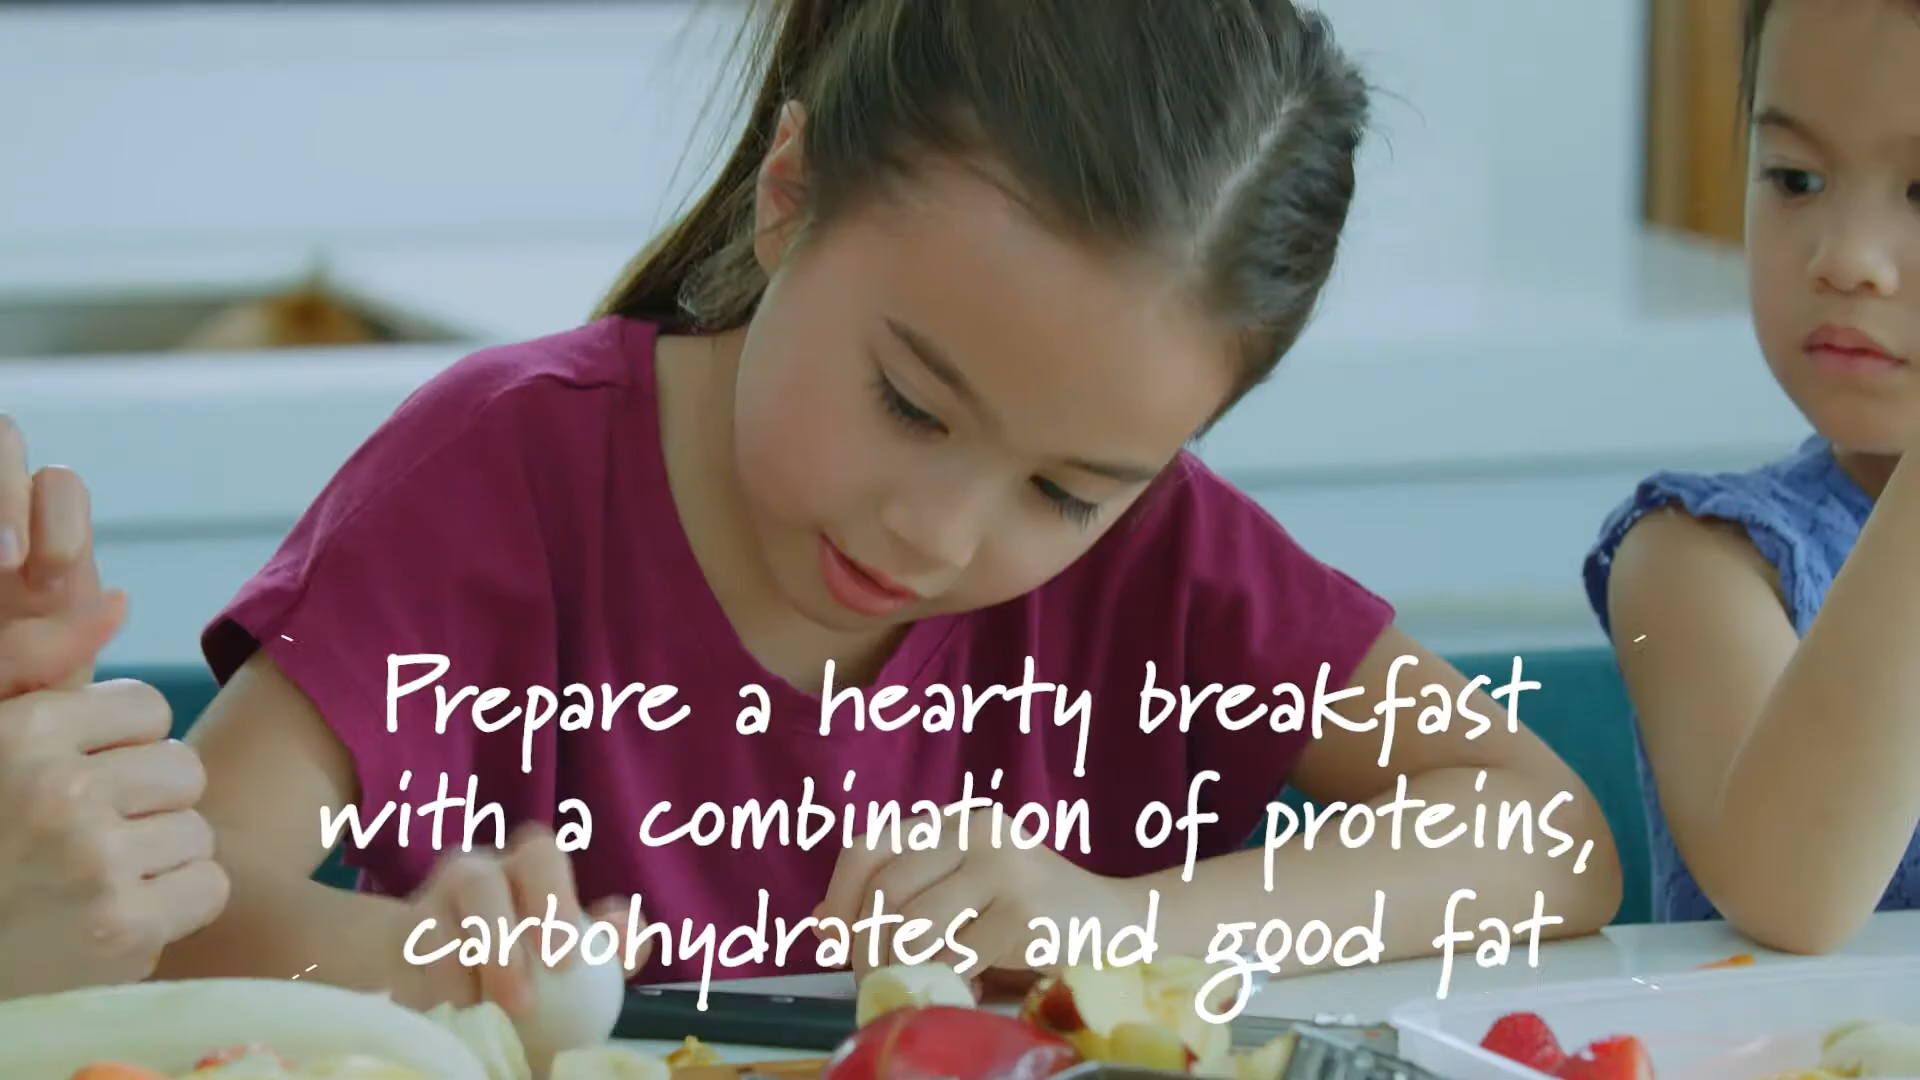 Prepare a hearty breakfast
with a combination of proteins,
carbohydrates and good fat